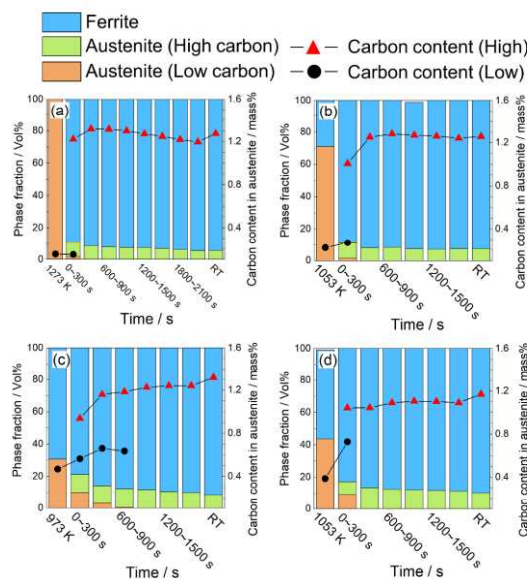 Ferrite
Austenite (High carbon)
Austenite (Low carbon)
Carbon content (High)
Carbon content (Low)
(a)
Phase fraction / Vol%
100
80
60
40
20
0
Carbon content in austenite / mass%
1.6
1.2
0.8
0.4
1273 K
0~300 s
600~900 s
1200~1500 s
1800~2100 s
RT
Time / s
(b)
Phase fraction / Vol%
100
80
60
40
20
0
Carbon content in austenite / mass%
1.6
1.2
0.8
0.4
1053 K
0~300 s
600~900 s
1200~1500 s
RT
Time / s
(c)
Phase fraction / Vol%
100
80
60
40
20
0
Carbon content in austenite / mass%
1.6
1.2
0.8
0.4
973 K
0~300 s
600~900 s
1200~1500 s
RT
Time / s
(d)
Phase fraction / Vol%
100
80
60
40
20
0
Carbon content in austenite / mass%
1.6
1.2
0.8
0.4
1053 K
0~300 s
600~900 s
1200~1500 s
RT
Time / s